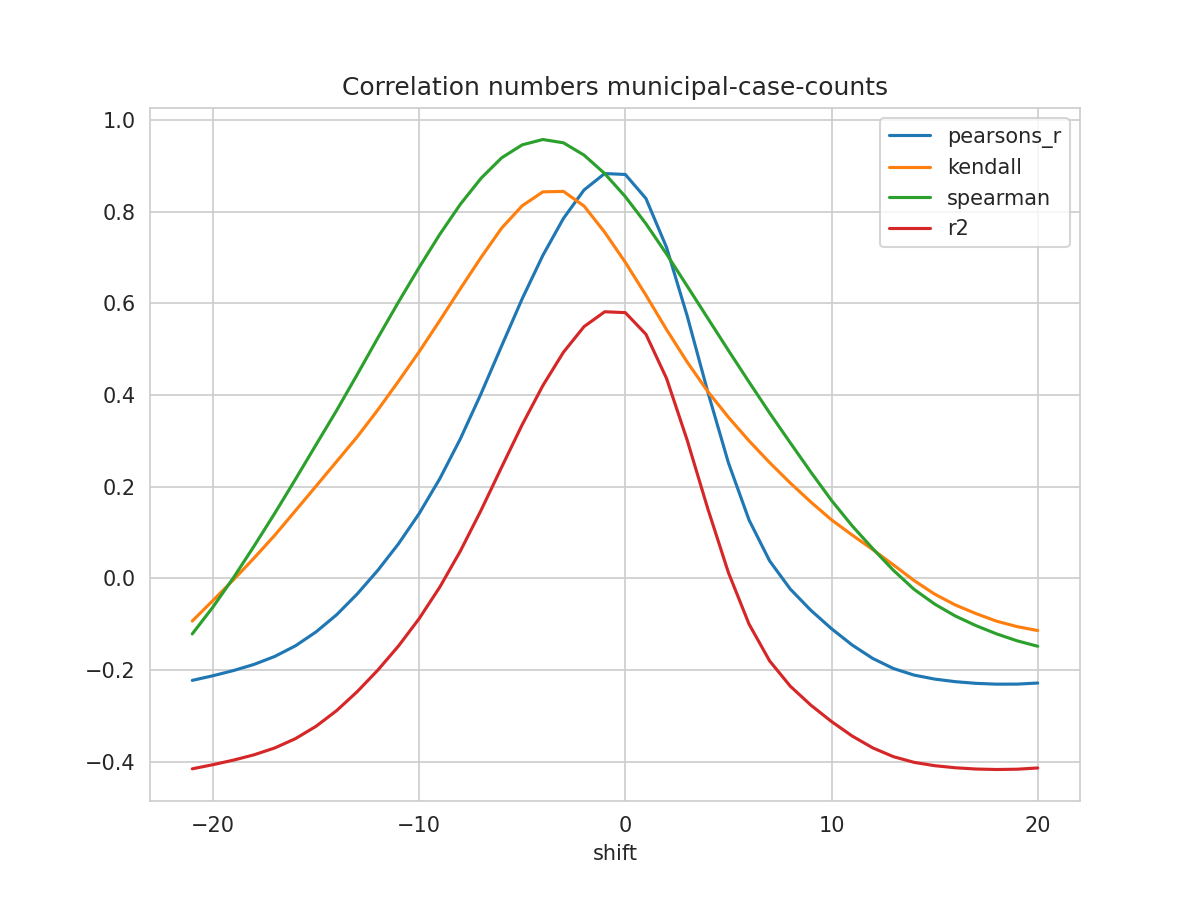 Correlation numbers municipal-case-counts
pearsons_r
kendall
spearman
r2
1.0
0.8
0.6
0.4
0.2
0.0
−0.2
−0.4
−20
−10
0
10
20
shift